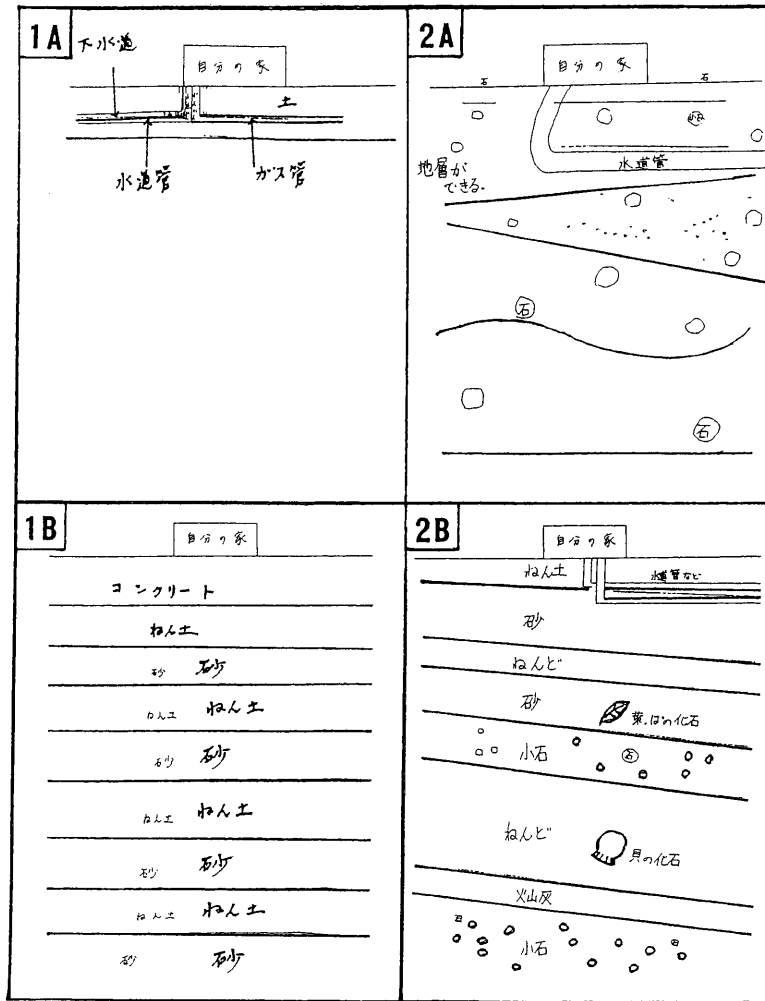 1A
下水道
自分の家
土
水道管
ガス管
2A
石
自分の家
石
水道管
地層が
できる.
石
石
1B
自分の家
コンクリート
ねん土
砂 砂
ねん土 ねん土
砂 砂
ねん土 ねん土
砂 砂
ねん土 ねん土
砂 砂
2B
自分の家
ねん土
水道管など
砂
ねんど
砂
葉.はの化石
小石
石
ねんど
貝の化石
火山灰
小石